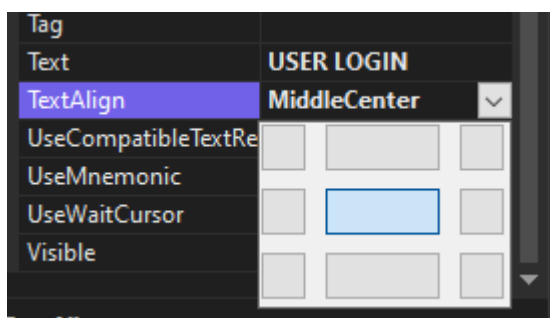 Tag
Text USER LOGIN
TextAlign MiddleCenter
UseCompatibleTextRe
UseMnemonic
UseWaitCursor
Visible